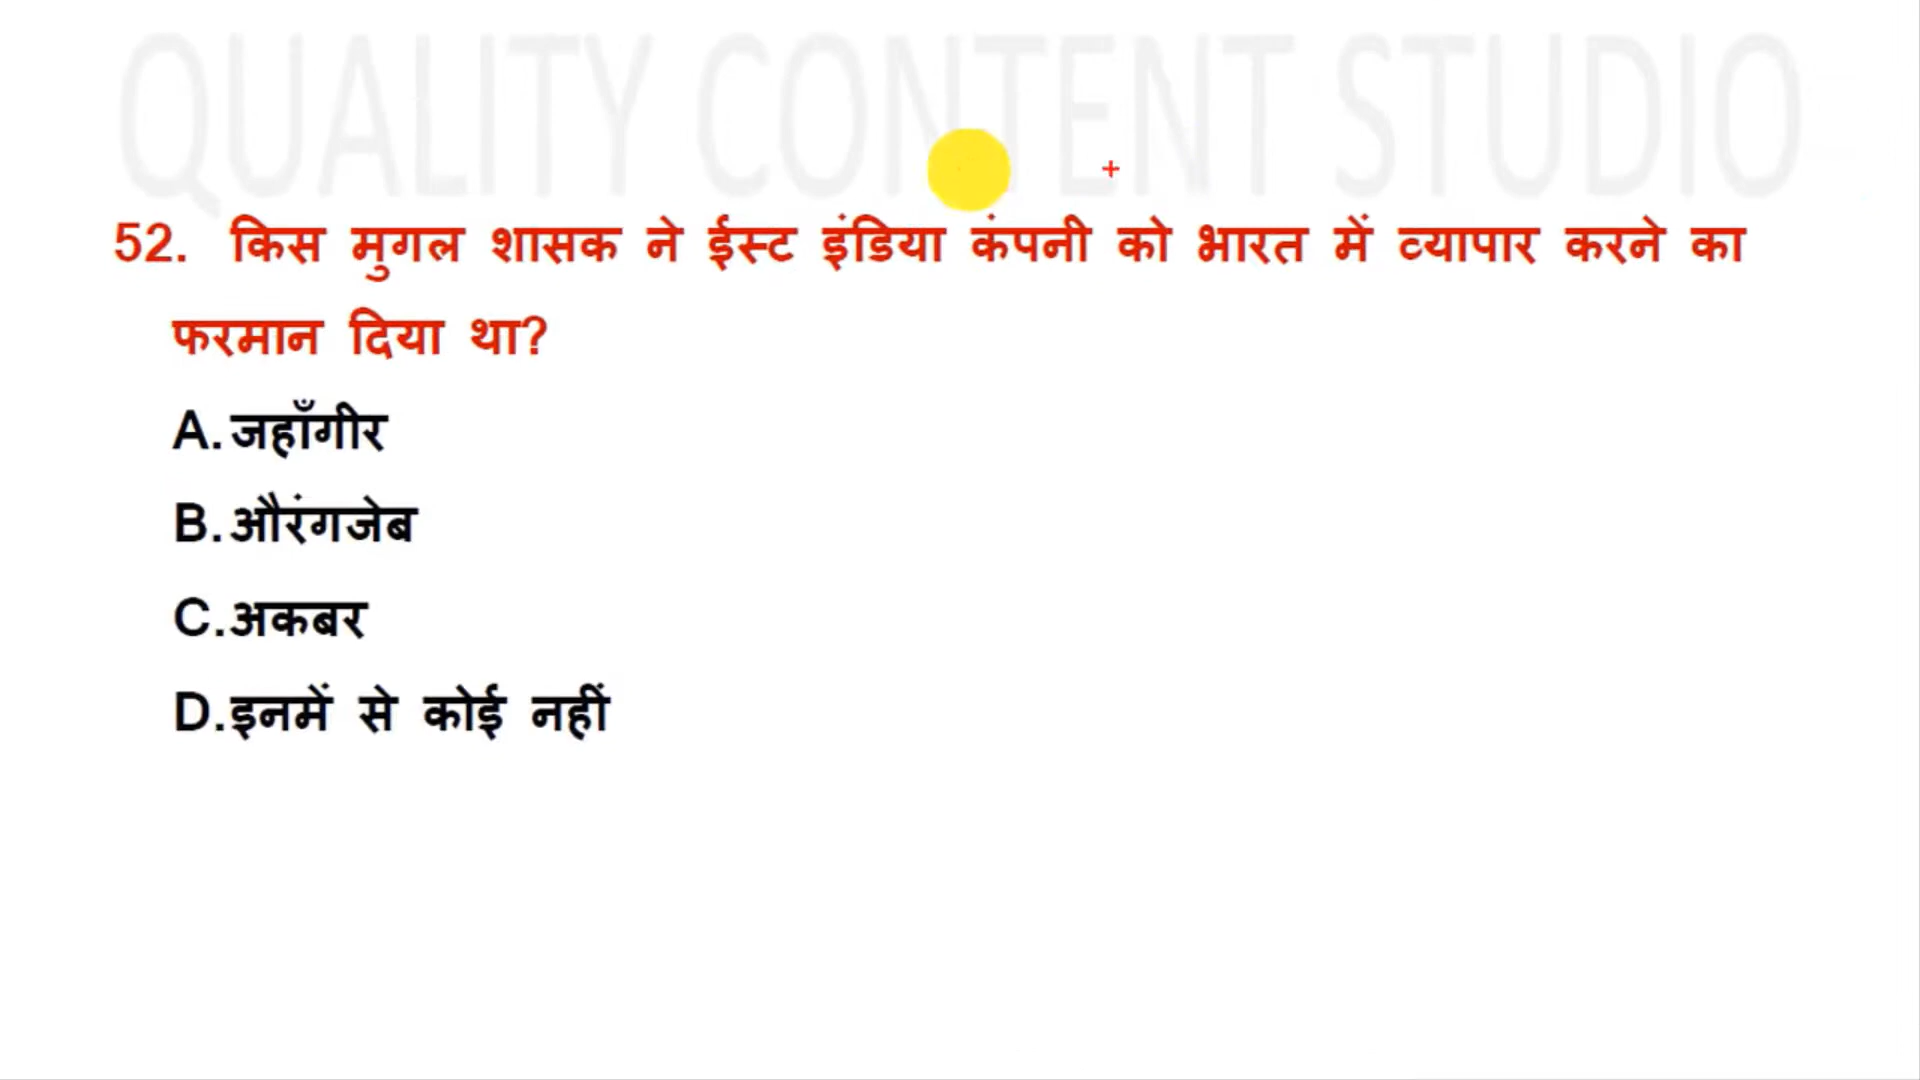 QUALITY CONTENT STUDIO
52. किस मुगल शासक ने ईस्ट इंडिया कंपनी को भारत में व्यापार करने का
फरमान दिया था?
A.जहाँगीर
B.औरंगजेब
C.अकबर
D.इनमें से कोई नहीं